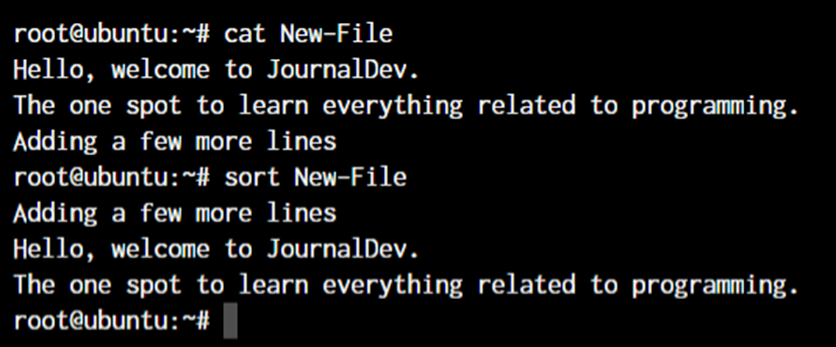 root@ubuntu:~# cat New-File
Hello, welcome to JournalDev.
The one spot to learn everything related to programming.
Adding a few more lines
root@ubuntu:~# sort New-File
Adding a few more lines
Hello, welcome to JournalDev.
The one spot to learn everything related to programming.
root@ubuntu:~#